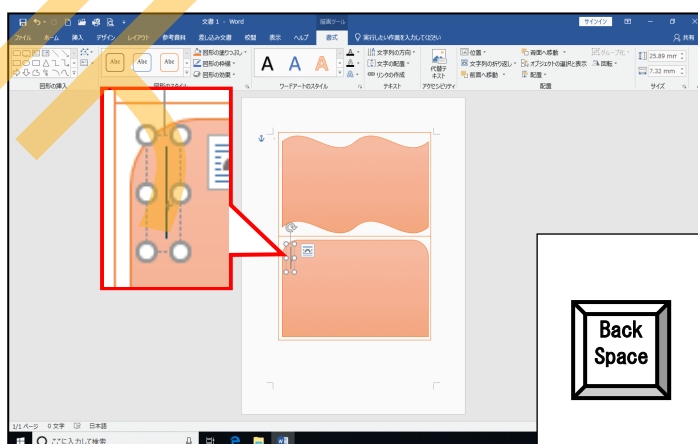 文書 1 - Word
描画ツール
サインイン
ファイル ホーム 挿入 デザイン レイアウト 参考資料 差し込み文書 校閲 表示 ヘルプ 書式 実行したい作業を入力してください 共有
Abc Abc Abc
図形の塗りつぶし
図形の枠線
図形の効果
A A A
文字列の方向
文字の配置
リンクの作成
代替テキスト
位置
文字列の折り返し
前面へ移動
背面へ移動
オブジェクトの選択と表示
配置
グループ化
回転
25.89 mm
7.32 mm
図形の挿入 図形のスタイル ワードアートのスタイル テキスト アクセシビリティ 配置 サイズ
Back
Space
1/1 ページ 0 文字 日本語
ここに入力して検索